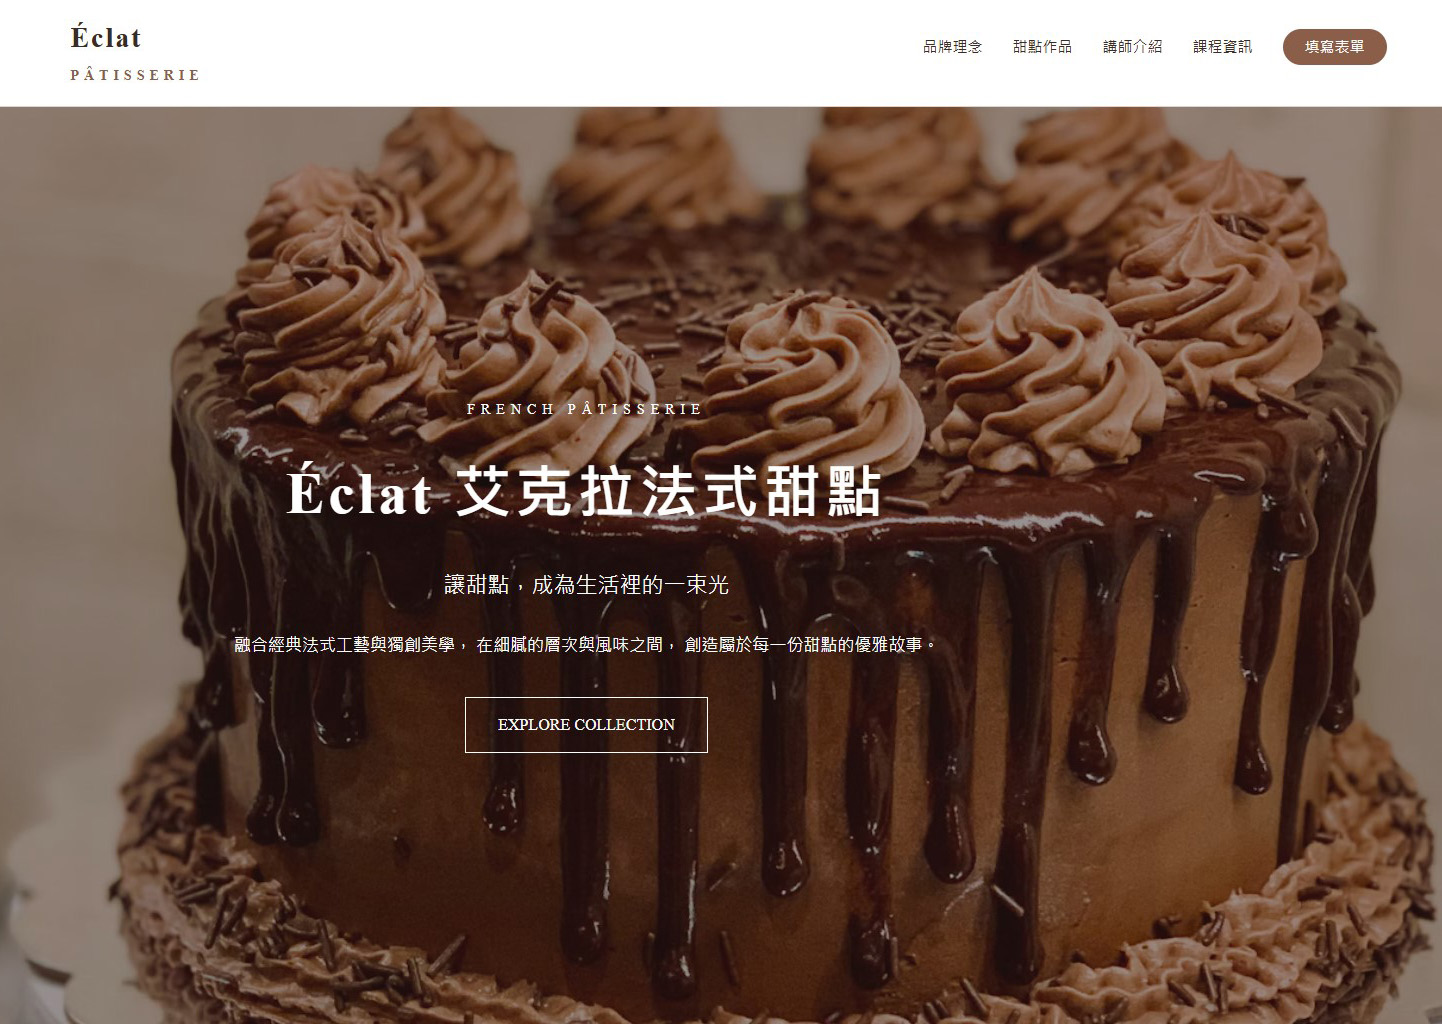 Éclat
PÂTISSERIE
品牌理念 甜點作品 講師介紹 課程資訊 填寫表單
FRENCH PÂTISSERIE
Éclat 艾克拉法式甜點
讓甜點，成為生活裡的一束光
融合經典法式工藝與獨創美學， 在細膩的層次與風味之間， 創造屬於每一份甜點的優雅故事。
EXPLORE COLLECTION